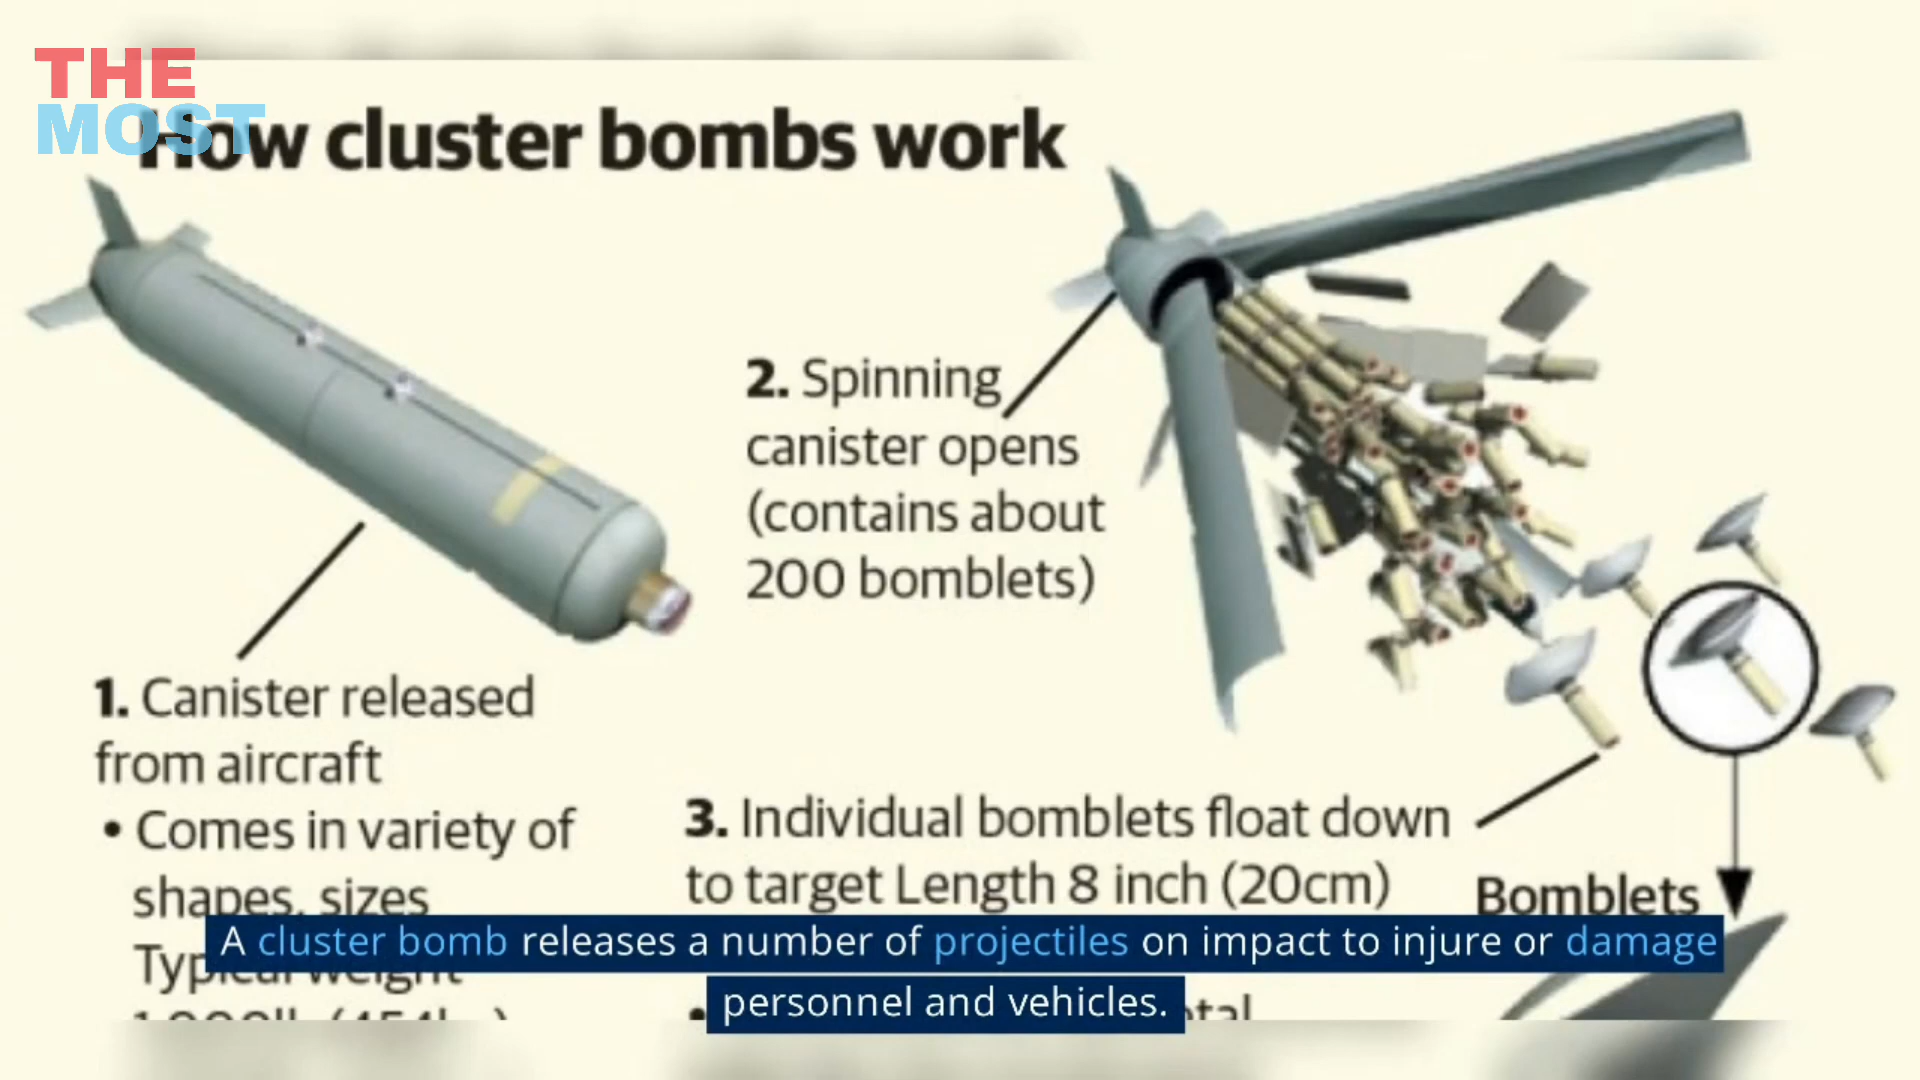 THE
MOST
How cluster bombs work
2. Spinning
canister opens
(contains about
200 bomblets)
1. Canister released
from aircraft
• Comes in variety of
shapes, sizes
Typical weight
3. Individual bomblets float down
to target Length 8 inch (20cm)
Bomblets
A cluster bomb releases a number of projectiles on impact to injure or damage
personnel and vehicles.